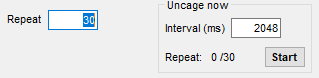 Uncage now
Repeat 30
Interval (ms) 2048
Repeat: 0 /30 Start